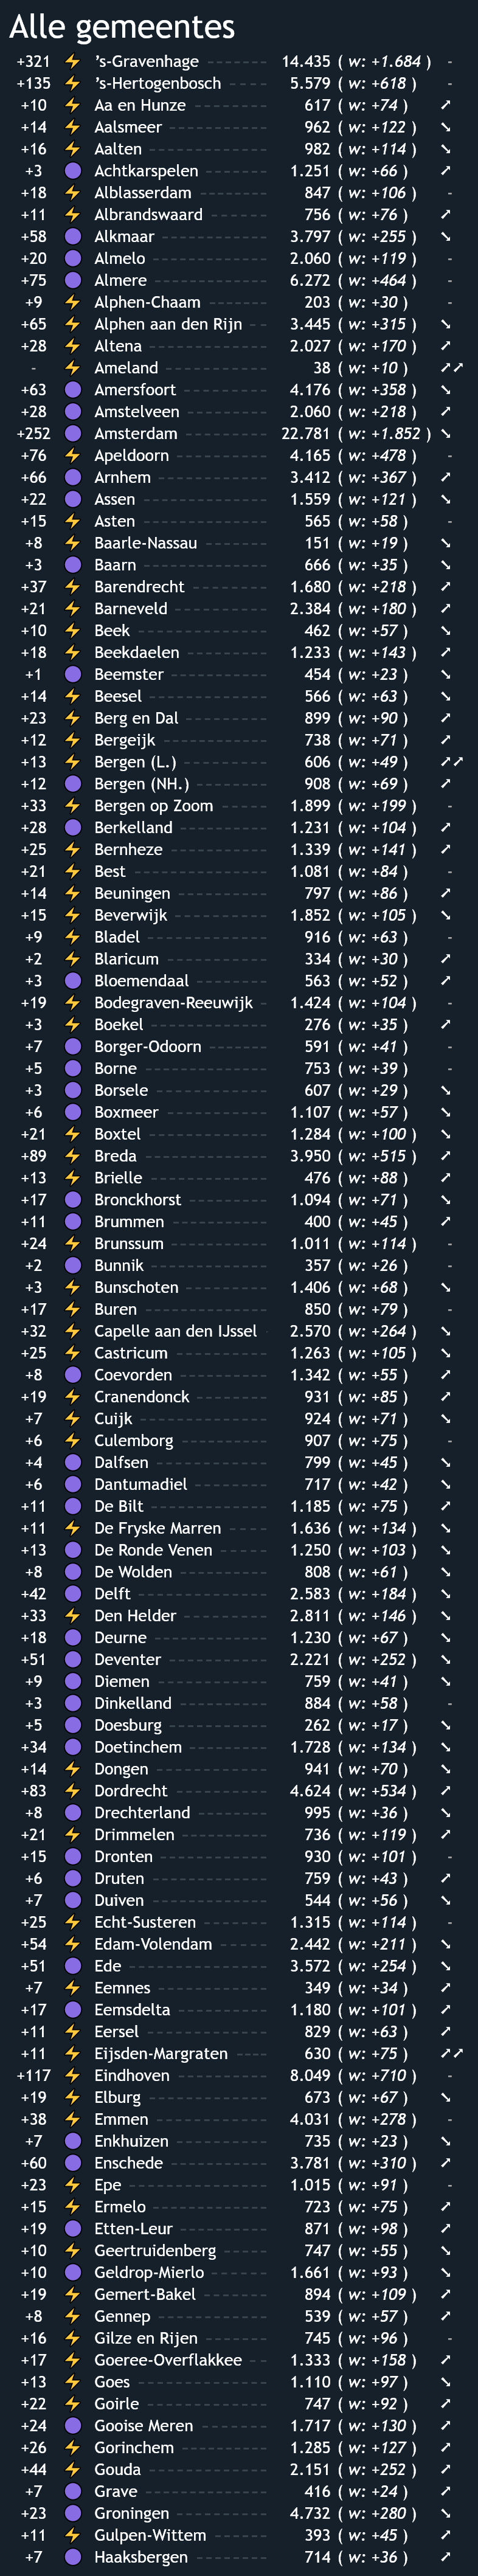 Alle gemeentes
+321 ⚡ ’s-Gravenhage 14.435 ( w: +1.684 ) -
+135 ⚡ ’s-Hertogenbosch 5.579 ( w: +618 ) -
+10 ⚡ Aa en Hunze 617 ( w: +74 ) ➚
+14 ⚡ Aalsmeer 962 ( w: +122 ) ➘
+16 ⚡ Aalten 982 ( w: +114 ) ➘
+3 Achtkarspelen 1.251 ( w: +66 ) ➚
+18 ⚡ Alblasserdam 847 ( w: +106 ) -
+11 ⚡ Albrandswaard 756 ( w: +76 ) ➚
+58 Alkmaar 3.797 ( w: +255 ) ➘
+20 Almelo 2.060 ( w: +119 ) -
+75 Almere 6.272 ( w: +464 ) -
+9 ⚡ Alphen-Chaam 203 ( w: +30 ) -
+65 ⚡ Alphen aan den Rijn 3.445 ( w: +315 ) ➘
+28 ⚡ Altena 2.027 ( w: +170 ) ➚
- ⚡ Ameland 38 ( w: +10 ) ➚➚
+63 Amersfoort 4.176 ( w: +358 ) ➘
+28 Amstelveen 2.060 ( w: +218 ) ➚
+252 Amsterdam 22.781 ( w: +1.852 ) ➘
+76 ⚡ Apeldoorn 4.165 ( w: +478 ) -
+66 Arnhem 3.412 ( w: +367 ) ➚
+22 Assen 1.559 ( w: +121 ) ➘
+15 ⚡ Asten 565 ( w: +58 ) -
+8 ⚡ Baarle-Nassau 151 ( w: +19 ) ➘
+3 Baarn 666 ( w: +35 ) ➘
+37 ⚡ Barendrecht 1.680 ( w: +218 ) ➚
+21 ⚡ Barneveld 2.384 ( w: +180 ) ➚
+10 ⚡ Beek 462 ( w: +57 ) ➘
+18 ⚡ Beekdaelen 1.233 ( w: +143 ) ➚
+1 Beemster 454 ( w: +23 ) ➘
+14 ⚡ Beesel 566 ( w: +63 ) ➘
+23 ⚡ Berg en Dal 899 ( w: +90 ) ➚
+12 ⚡ Bergeijk 738 ( w: +71 ) ➚
+13 ⚡ Bergen (L.) 606 ( w: +49 ) ➚➚
+12 Bergen (NH.) 908 ( w: +69 ) ➚
+33 ⚡ Bergen op Zoom 1.899 ( w: +199 ) -
+28 Berkelland 1.231 ( w: +104 ) ➚
+25 ⚡ Bernheze 1.339 ( w: +141 ) ➚
+21 ⚡ Best 1.081 ( w: +84 ) -
+14 ⚡ Beuningen 797 ( w: +86 ) ➚
+15 ⚡ Beverwijk 1.852 ( w: +105 ) ➘
+9 ⚡ Bladel 916 ( w: +63 ) -
+2 ⚡ Blaricum 334 ( w: +30 ) ➚
+3 Bloemendaal 563 ( w: +52 ) ➚
+19 ⚡ Bodegraven-Reeuwijk 1.424 ( w: +104 ) -
+3 ⚡ Boekel 276 ( w: +35 ) ➚
+7 Borger-Odoorn 591 ( w: +41 ) -
+5 Borne 753 ( w: +39 ) -
+3 Borsele 607 ( w: +29 ) ➘
+6 Boxmeer 1.107 ( w: +57 ) ➘
+21 ⚡ Boxtel 1.284 ( w: +100 ) ➘
+89 ⚡ Breda 3.950 ( w: +515 ) ➚
+13 ⚡ Brielle 476 ( w: +88 ) ➚
+17 Bronckhorst 1.094 ( w: +71 ) ➘
+11 Brummen 400 ( w: +45 ) ➚
+24 ⚡ Brunssum 1.011 ( w: +114 ) -
+2 Bunnik 357 ( w: +26 ) -
+3 ⚡ Bunschoten 1.406 ( w: +68 ) ➘
+17 ⚡ Buren 850 ( w: +79 ) -
+32 ⚡ Capelle aan den IJssel 2.570 ( w: +264 ) ➘
+25 ⚡ Castricum 1.263 ( w: +105 ) ➘
+8 Coevorden 1.342 ( w: +55 ) ➚
+19 ⚡ Cranendonck 931 ( w: +85 ) ➚
+7 ⚡ Cuijk 924 ( w: +71 ) ➘
+6 ⚡ Culemborg 907 ( w: +75 ) -
+4 Dalfsen 799 ( w: +45 ) ➘
+6 Dantumadiel 717 ( w: +42 ) ➘
+11 De Bilt 1.185 ( w: +75 ) ➚
+11 ⚡ De Fryske Marren 1.636 ( w: +134 ) ➘
+13 De Ronde Venen 1.250 ( w: +103 ) ➘
+8 De Wolden 808 ( w: +61 ) ➘
+42 Delft 2.583 ( w: +184 ) ➘
+33 ⚡ Den Helder 2.811 ( w: +146 ) ➘
+18 Deurne 1.230 ( w: +67 ) ➘
+51 Deventer 2.221 ( w: +252 ) ➘
+9 Diemen 759 ( w: +41 ) ➘
+3 Dinkelland 884 ( w: +58 ) -
+5 Doesburg 262 ( w: +17 ) ➘
+34 Doetinchem 1.728 ( w: +134 ) ➘
+14 ⚡ Dongen 941 ( w: +70 ) ➘
+83 ⚡ Dordrecht 4.624 ( w: +534 ) ➚
+8 Drechterland 995 ( w: +36 ) ➘
+21 ⚡ Drimmelen 736 ( w: +119 ) ➚
+15 Dronten 930 ( w: +101 ) -
+6 Druten 759 ( w: +43 ) ➚
+7 Duiven 544 ( w: +56 ) ➘
+25 ⚡ Echt-Susteren 1.315 ( w: +114 ) -
+54 ⚡ Edam-Volendam 2.442 ( w: +211 ) ➘
+51 Ede 3.572 ( w: +254 ) ➘
+7 ⚡ Eemnes 349 ( w: +34 ) ➚
+17 Eemsdelta 1.180 ( w: +101 ) ➚
+11 ⚡ Eersel 829 ( w: +63 ) ➚
+11 ⚡ Eijsden-Margraten 630 ( w: +75 ) ➚➚
+117 ⚡ Eindhoven 8.049 ( w: +710 ) -
+19 ⚡ Elburg 673 ( w: +67 ) ➘
+38 ⚡ Emmen 4.031 ( w: +278 ) -
+7 Enkhuizen 735 ( w: +23 ) ➘
+60 Enschede 3.781 ( w: +310 ) ➚
+23 ⚡ Epe 1.015 ( w: +91 ) -
+15 ⚡ Ermelo 723 ( w: +75 ) ➚
+19 Etten-Leur 871 ( w: +98 ) ➚
+10 ⚡ Geertruidenberg 747 ( w: +55 ) ➘
+10 Geldrop-Mierlo 1.661 ( w: +93 ) ➘
+19 ⚡ Gemert-Bakel 894 ( w: +109 ) ➚
+8 ⚡ Gennep 539 ( w: +57 ) ➚
+16 ⚡ Gilze en Rijen 745 ( w: +96 ) -
+17 ⚡ Goeree-Overflakkee 1.333 ( w: +158 ) ➚
+13 ⚡ Goes 1.110 ( w: +97 ) ➘
+22 ⚡ Goirle 747 ( w: +92 ) ➚
+24 Gooise Meren 1.717 ( w: +130 ) ➚
+26 ⚡ Gorinchem 1.285 ( w: +127 ) ➚
+44 ⚡ Gouda 2.151 ( w: +252 ) ➚
+7 Grave 416 ( w: +24 ) ➚
+23 Groningen 4.732 ( w: +280 ) ➘
+11 ⚡ Gulpen-Wittem 393 ( w: +45 ) ➚
+7 Haaksbergen 714 ( w: +36 ) ➚